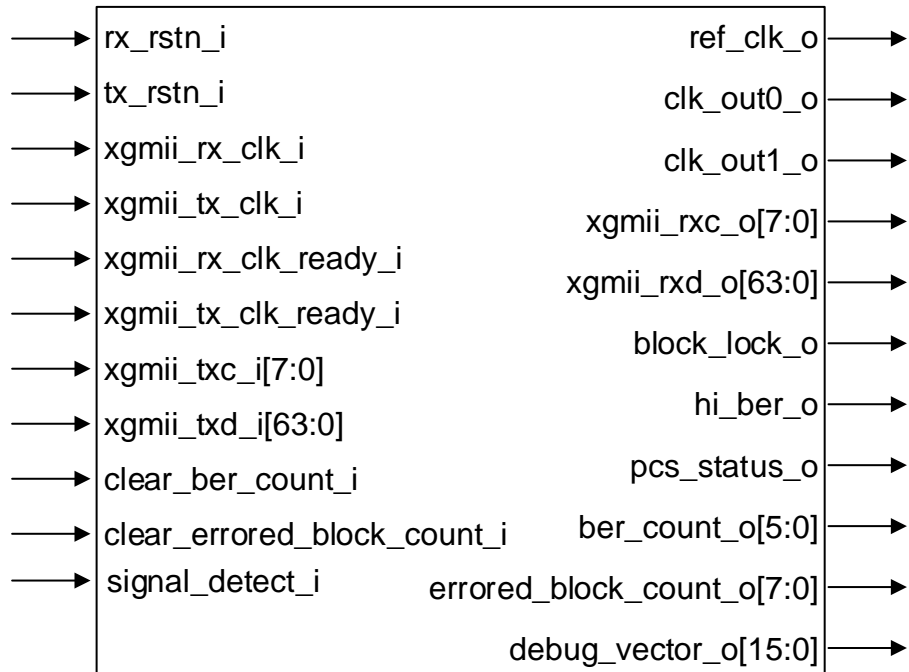 rx_rstn_i
tx_rstn_i
xgmii_rx_clk_i
xgmii_tx_clk_i
xgmii_rx_clk_ready_i
xgmii_tx_clk_ready_i
xgmii_txc_i[7:0]
xgmii_txd_i[63:0]
clear_ber_count_i
clear_errored_block_count_i
signal_detect_i
ref_clk_o
clk_out0_o
clk_out1_o
xgmii_rxc_o[7:0]
xgmii_rxd_o[63:0]
block_lock_o
hi_ber_o
pcs_status_o
ber_count_o[5:0]
errored_block_count_o[7:0]
debug_vector_o[15:0]